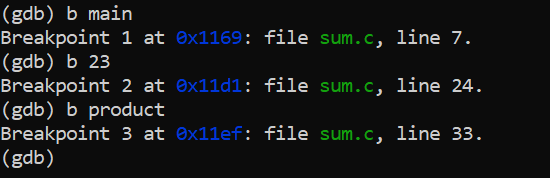 (gdb) b main
Breakpoint 1 at 0x1169: file sum.c, line 7.
(gdb) b 23
Breakpoint 2 at 0x11d1: file sum.c, line 24.
(gdb) b product
Breakpoint 3 at 0x11ef: file sum.c, line 33.
(gdb)